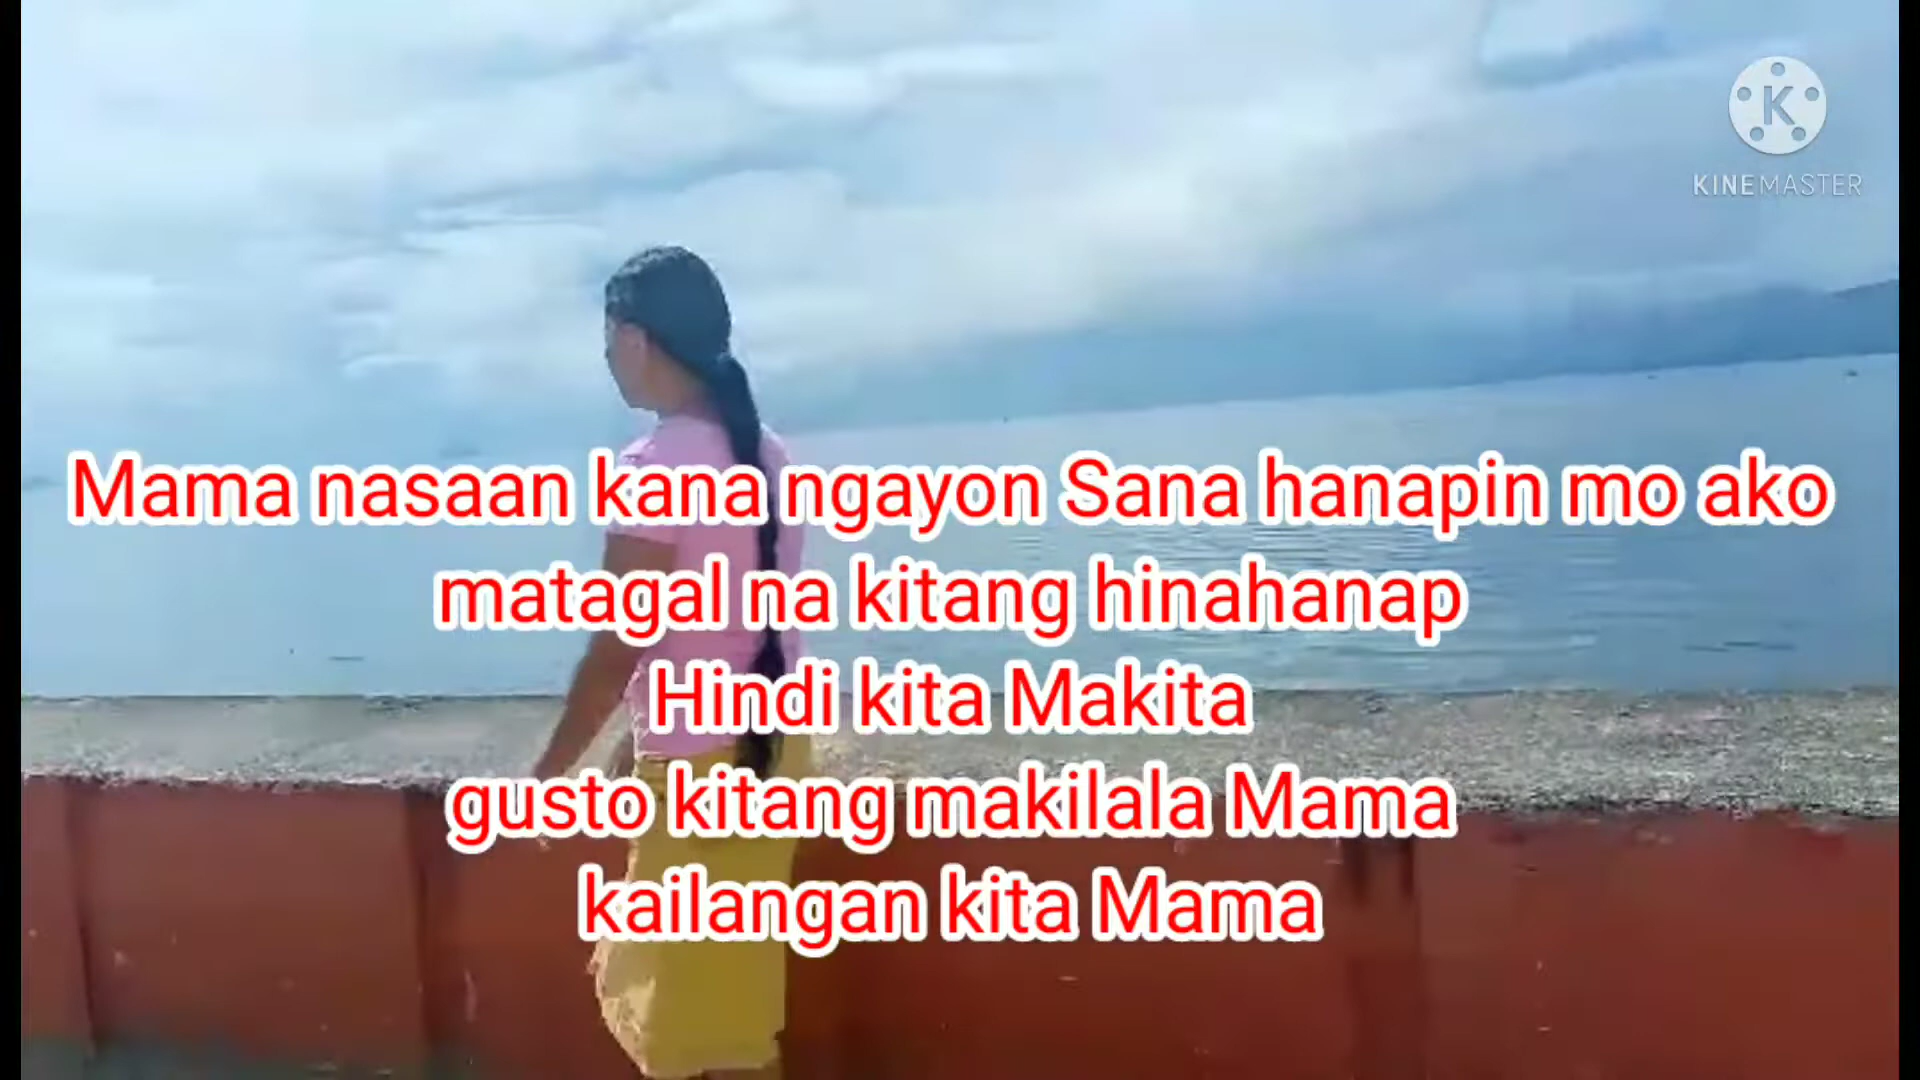 K
KINEMASTER
Mama nasaan kana ngayon Sana hanapin mo ako
matagal na kitang hinahanap
Hindi kita Makita
gusto kitang makilala Mama
kailangan kita Mama